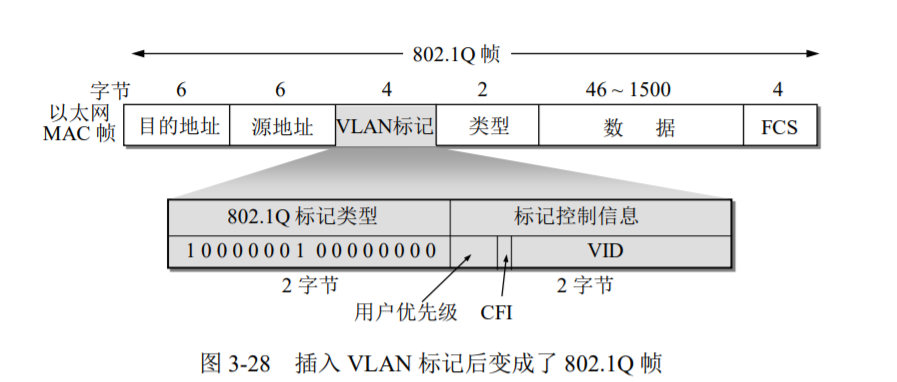 802.1Q 帧
字节 6 6 4 2 46 ~ 1500 4
以太网
MAC 帧
目的地址 源地址 VLAN标记 类型 数 据 FCS
802.1Q 标记类型 标记控制信息
1 0 0 0 0 0 0 1 0 0 0 0 0 0 0 0 VID
2 字节 2 字节
用户优先级 CFI
图 3-28 插入 VLAN 标记后变成了 802.1Q 帧